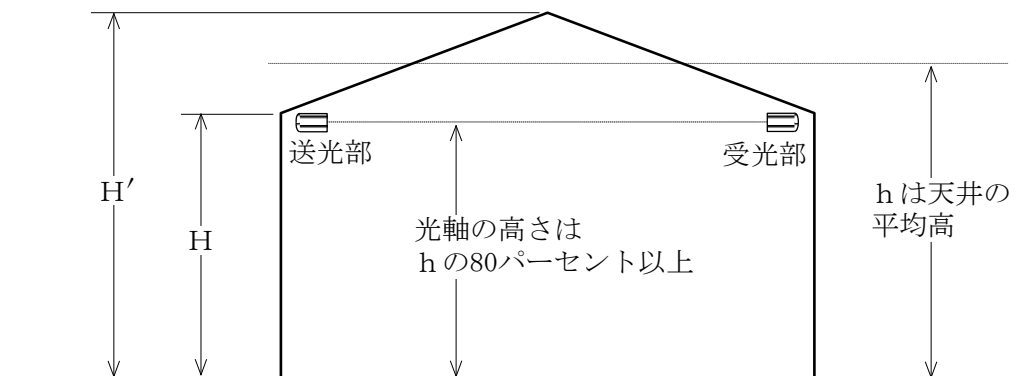 送光部
受光部
H′
H
光軸の高さは
ｈの80パーセント以上
ｈは天井の
平均高